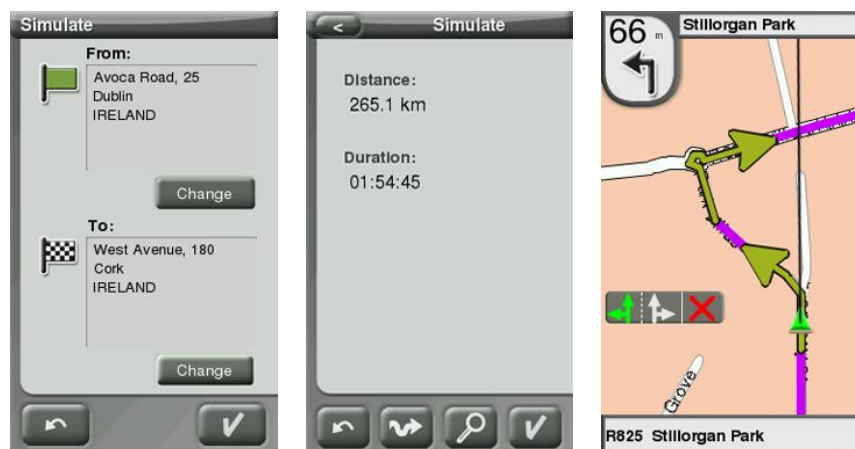 Simulate
From:
Avoca Road, 25
Dublin
IRELAND
Change
To:
West Avenue, 180
Cork
IRELAND
Change
<
Simulate
Distance:
265.1 km
Duration:
01:54:45
66 m
Stillorgan Park
Grove
R825 Stillorgan Park